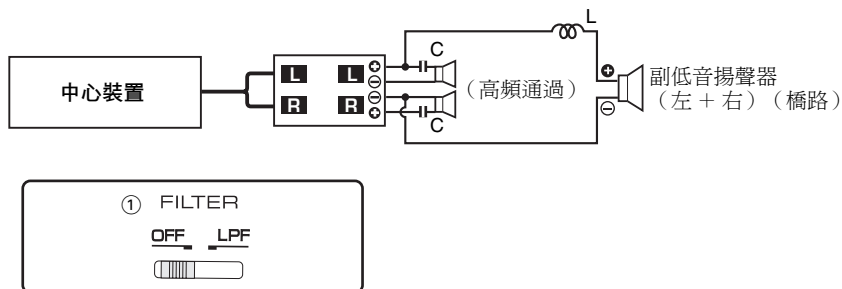 L
C
中心裝置
L L
R R
（高頻通過）
C
副低音揚聲器
（左 + 右）（橋路）
① FILTER
OFF LPF